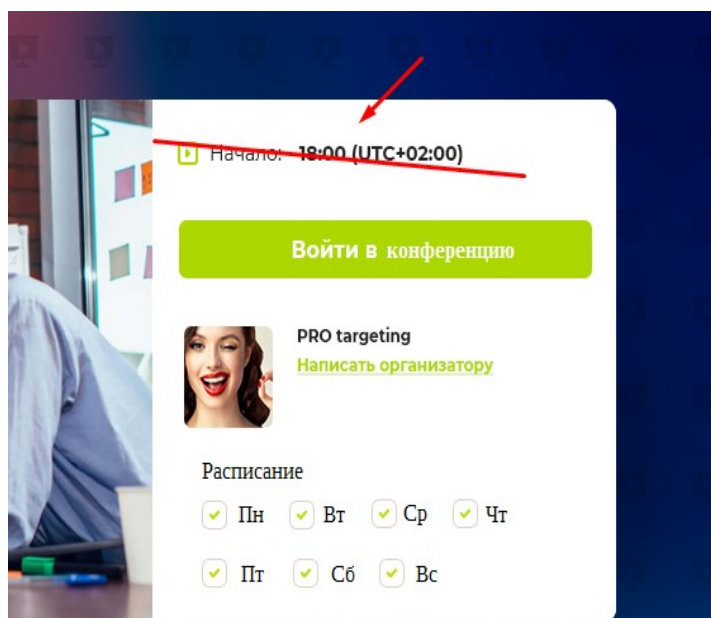 Начало: 18:00 (UTC+02:00)
Войти в конференцию
PRO targeting
Написать организатору
Расписание
Пн Вт Ср Чт
Пт Сб Вс